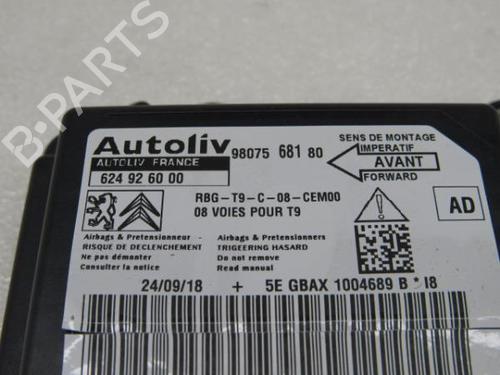 B-PARTS
Autoliv
AUTOLIV FRANCE
624 92 60 00
98075 681 80
SENS DE MONTAGE
IMPERATIF
AVANT
FORWARD
RBG-T9-C-08-CEM00
08 VOIES POUR T9
AD
Airbags & Pretensionneur
RISQUE DE DECLENCHEMENT
Ne pas démonter
Consulter la notice
Airbags & Pretensioners
TRIGEERING HASARD
Do not remove
Read manual
24/09/18 + 5E GBAX 1004689 B * 18